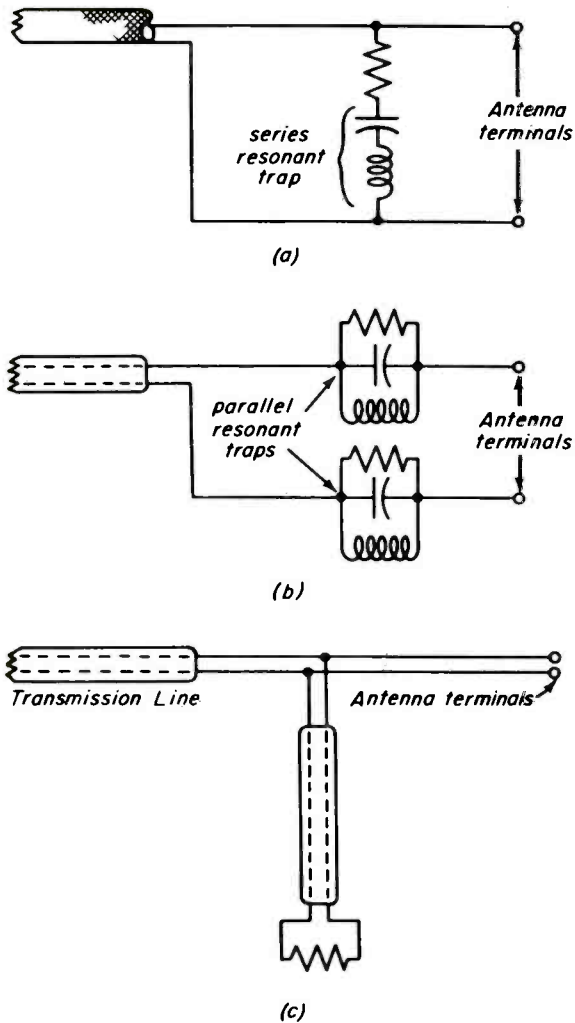 Antenna
terminals
series
resonant
trap
(a)
parallel
resonant
traps
Antenna
terminals
(b)
Transmission Line
Antenna terminals
(c)